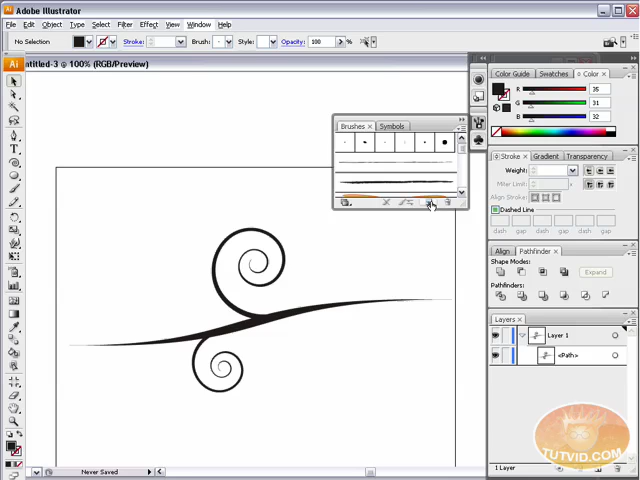 Adobe Illustrator
File Edit Object Type Select Filter Effect View Window Help
No Selection Stroke: Brush: Style: Opacity: 100 %
ntitled-3 @ 100% (RGB/Preview)
Ai
Brushes × Symbols
Color Guide Swatches Color ×
R 35
G 31
B 32
Stroke × Gradient Transparency
Weight:
Miter Limit:
Align Stroke:
Dashed Line
dash gap dash gap dash gap
Align Pathfinder ×
Shape Modes:
Expand
Pathfinders:
Layers ×
Layer 1
<Path>
1 Layer
Never Saved
TUTVID.COM